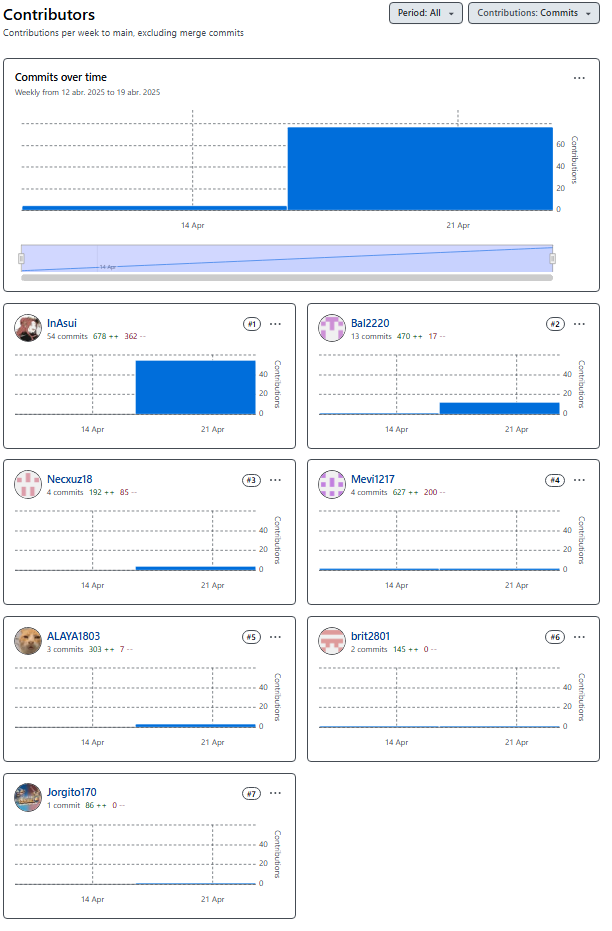 Contributors
Period: All
Contributions: Commits
Contributions per week to main, excluding merge commits
Commits over time
Weekly from 12 abr. 2025 to 19 abr. 2025
60
40
20
0
Contributions
14 Apr
21 Apr
14 Apr
InAsui
#1
54 commits 678 ++ 362 --
40
20
0
Contributions
14 Apr
21 Apr
Bal2220
#2
13 commits 470 ++ 17 --
40
20
0
Contributions
14 Apr
21 Apr
Necxuz18
#3
4 commits 192 ++ 85 --
40
20
0
Contributions
14 Apr
21 Apr
Mevi1217
#4
4 commits 627 ++ 200 --
40
20
0
Contributions
14 Apr
21 Apr
ALAYA1803
#5
3 commits 303 ++ 7 --
40
20
0
Contributions
14 Apr
21 Apr
brit2801
#6
2 commits 145 ++ 0 --
40
20
0
Contributions
14 Apr
21 Apr
Jorgito170
#7
1 commit 86 ++ 0 --
40
20
0
Contributions
14 Apr
21 Apr